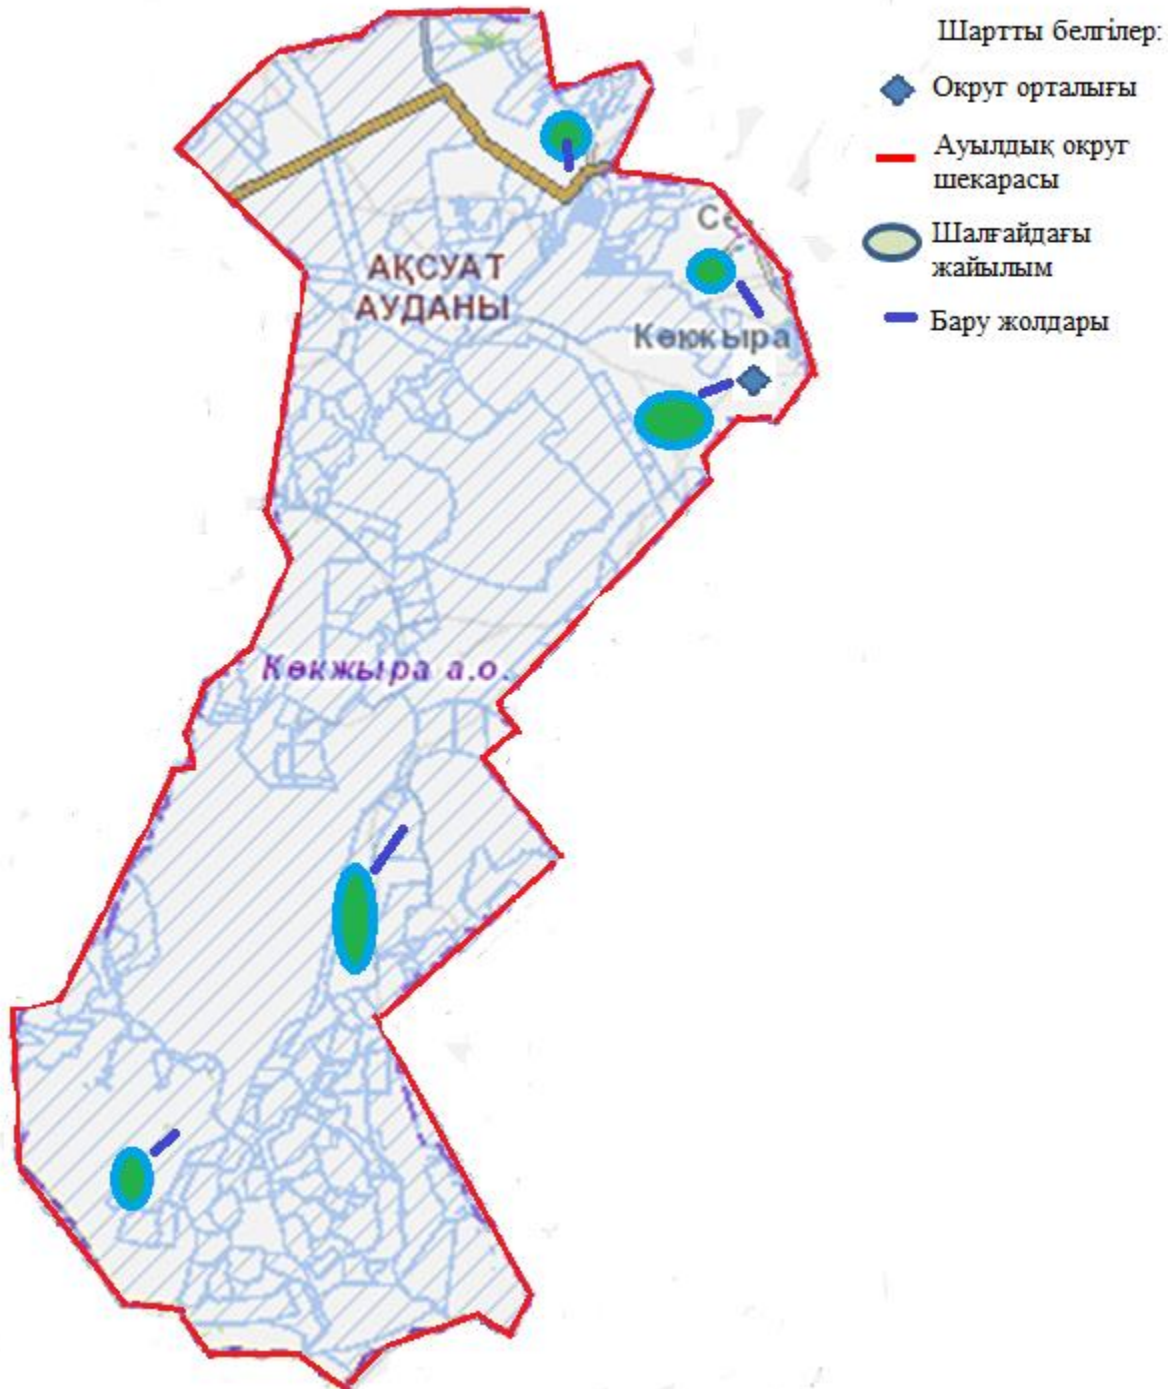 Шартты белгілер:
Округ орталығы
Ауылдық округ
шекарасы
Шалғайдағы
жайылым
Бару жолдары
АҚСУАТ
АУДАНЫ
Көкжыра
Көкжыра а.о.